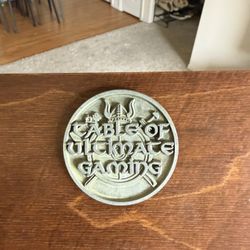 TABLE OF
ULTIMATE
GAMING